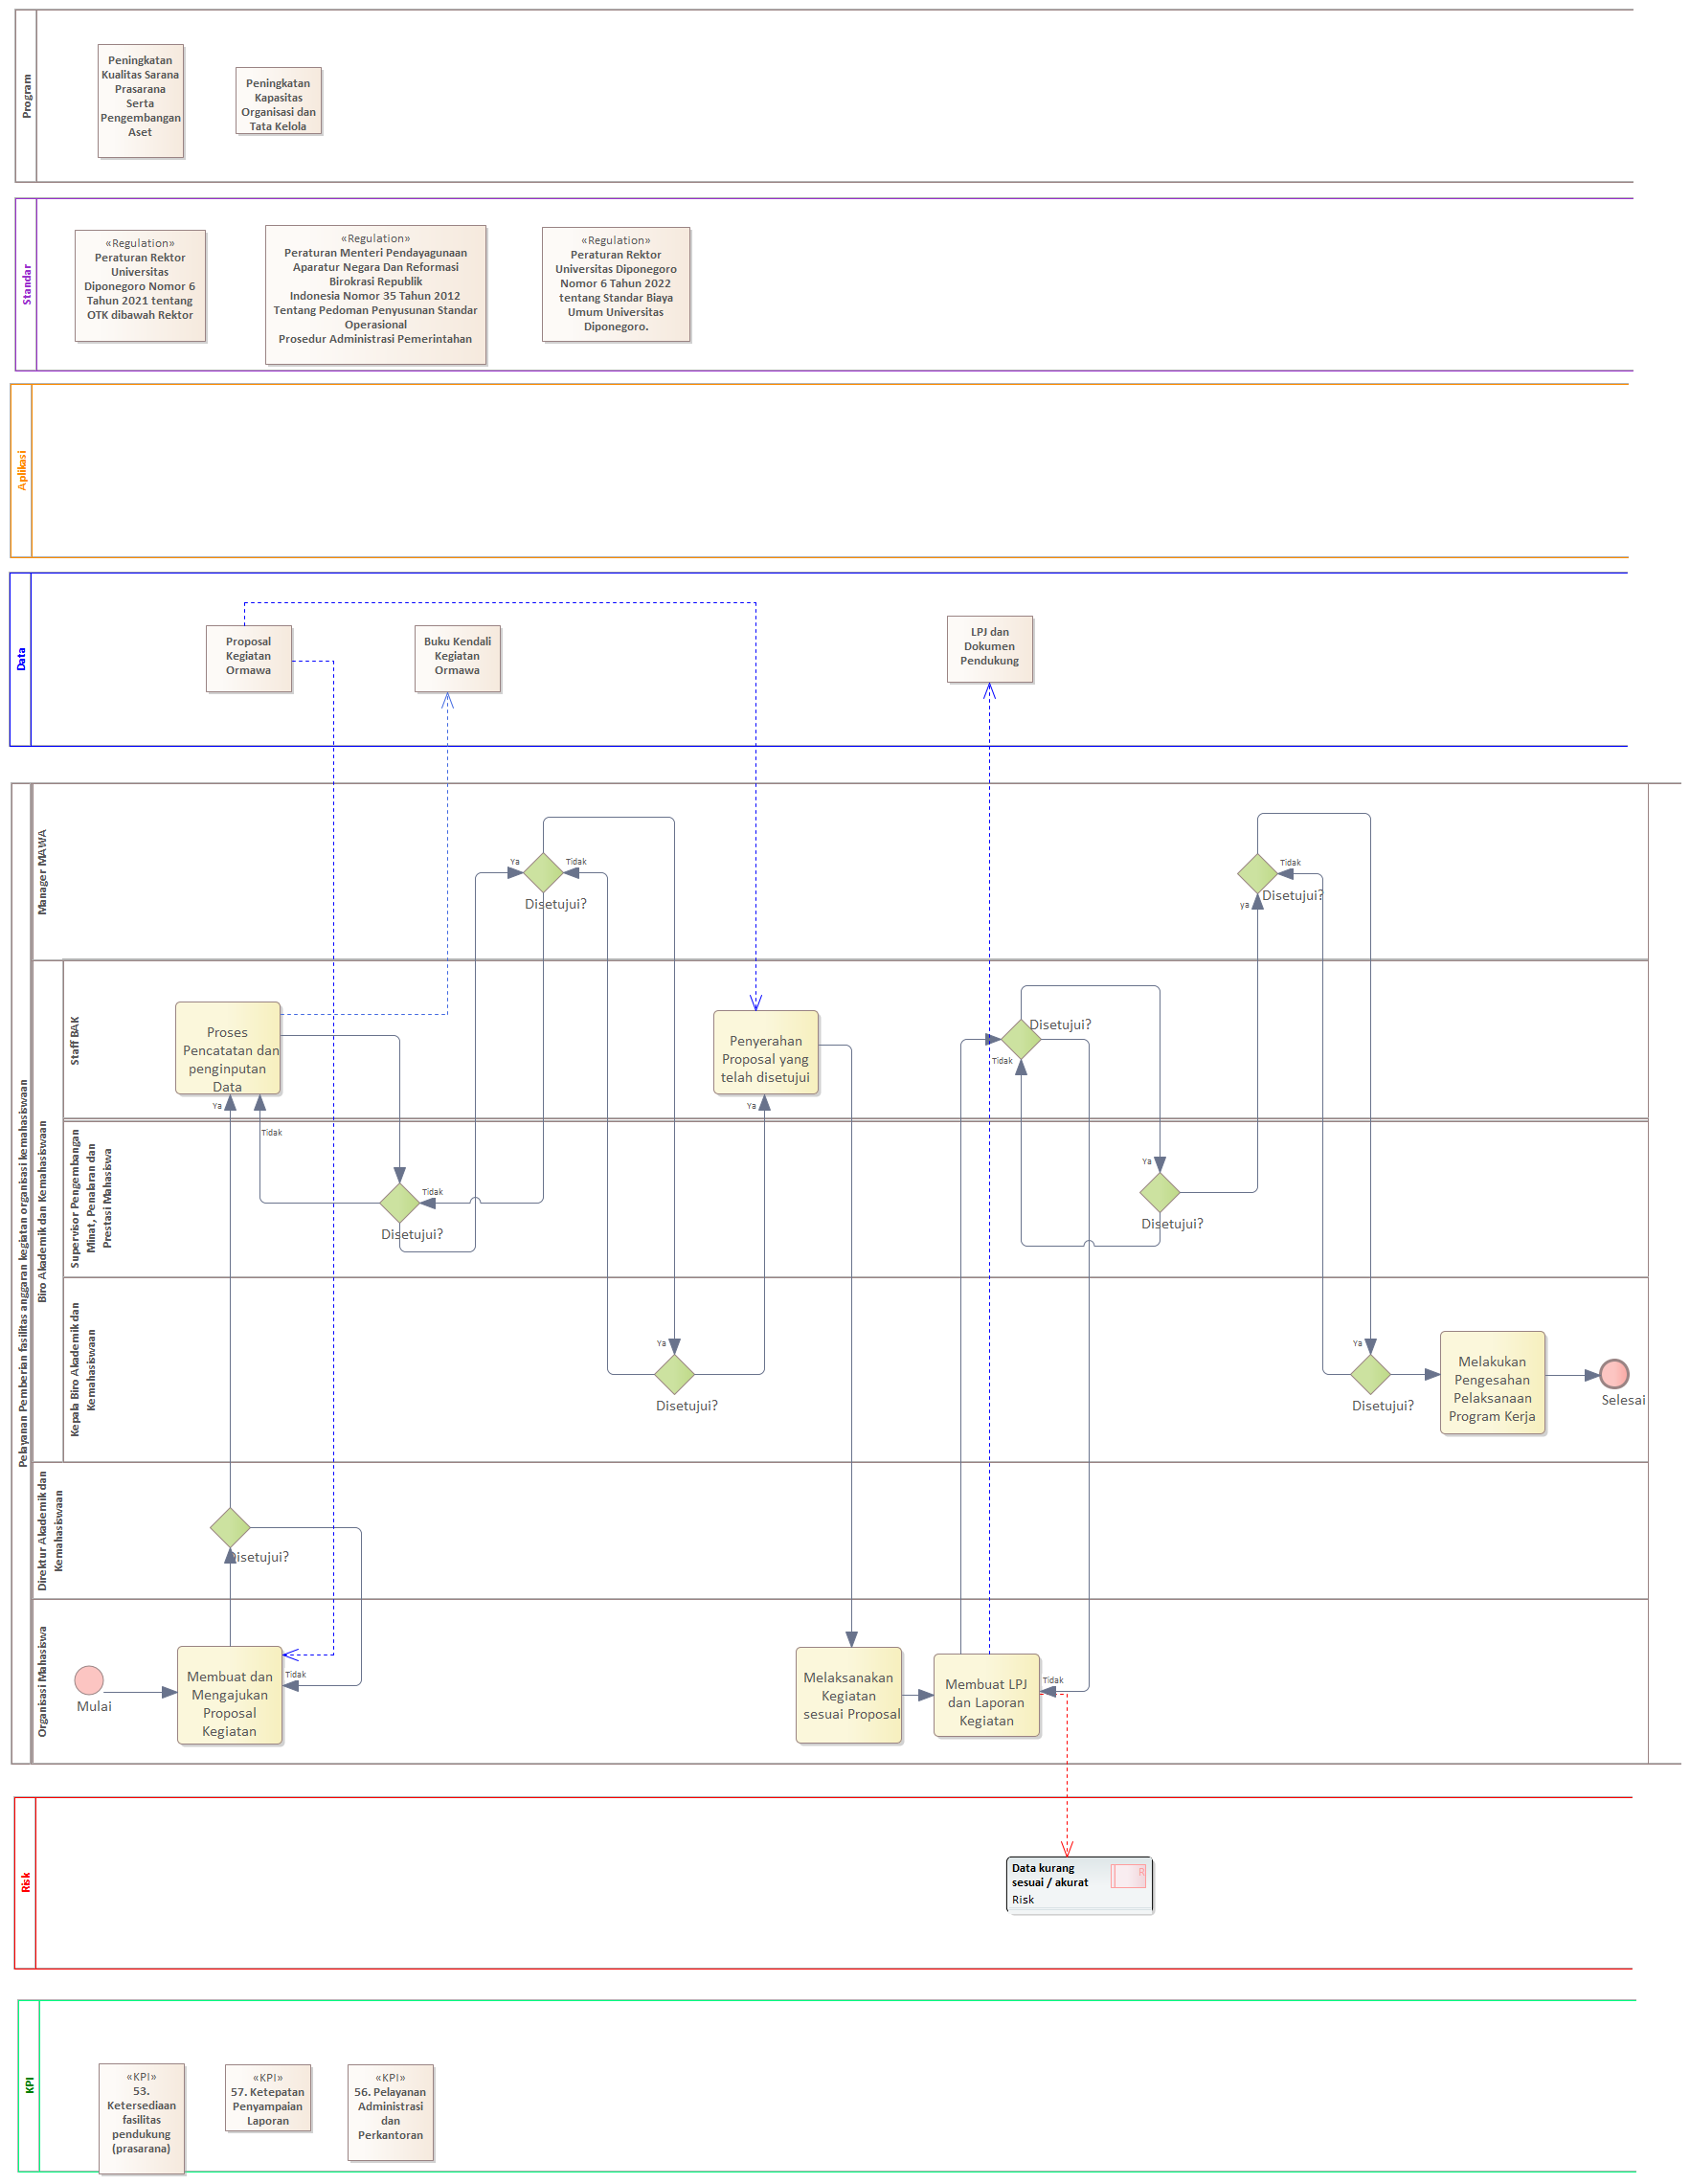 Program
Peningkatan
Kualitas Sarana
Prasarana
Serta
Pengembangan
Aset
Peningkatan
Kapasitas
Organisasi dan
Tata Kelola
Standar
«Regulation»
Peraturan Rektor
Universitas
Diponegoro Nomor 6
Tahun 2021 tentang
OTK dibawah Rektor
«Regulation»
Peraturan Menteri Pendayagunaan
Aparatur Negara Dan Reformasi
Birokrasi Republik
Indonesia Nomor 35 Tahun 2012
Tentang Pedoman Penyusunan Standar
Operasional
Prosedur Administrasi Pemerintahan
«Regulation»
Peraturan Rektor
Universitas Diponegoro
Nomor 6 Tahun 2022
tentang Standar Biaya
Umum Universitas
Diponegoro.
Aplikasi
Data
Proposal
Kegiatan
Ormawa
Buku Kendali
Kegiatan
Ormawa
LPJ dan
Dokumen
Pendukung
Pelayanan Pemberian fasilitas anggaran kegiatan organisasi kemahasiswaan
Manager MAWA
Ya
Tidak
Disetujui?
Tidak
Disetujui?
ya
Biro Akademik dan Kemahasiswaan
Staff BAK
Proses
Pencatatan dan
penginputan
Data
Ya
Tidak
Penyerahan
Proposal yang
telah disetujui
Ya
Disetujui?
Tidak
Supervisor Pengembangan
Minat, Penalaran dan
Prestasi Mahasiswa
Tidak
Disetujui?
Ya
Disetujui?
Kepala Biro Akademik dan
Kemahasiswaan
Ya
Disetujui?
Ya
Disetujui?
Melakukan
Pengesahan
Pelaksanaan
Program Kerja
Selesai
Direktur Akademik dan
Kemahasiswaan
Disetujui?
Organisasi Mahasiswa
Mulai
Membuat dan
Mengajukan
Proposal
Kegiatan
Tidak
Melaksanakan
Kegiatan
sesuai Proposal
Membuat LPJ
dan Laporan
Kegiatan
Tidak
Risk
Data kurang
sesuai / akurat
Risk
R
KPI
«KPI»
53.
Ketersediaan
fasilitas
pendukung
(prasarana)
«KPI»
57. Ketepatan
Penyampaian
Laporan
«KPI»
56. Pelayanan
Administrasi
dan
Perkantoran